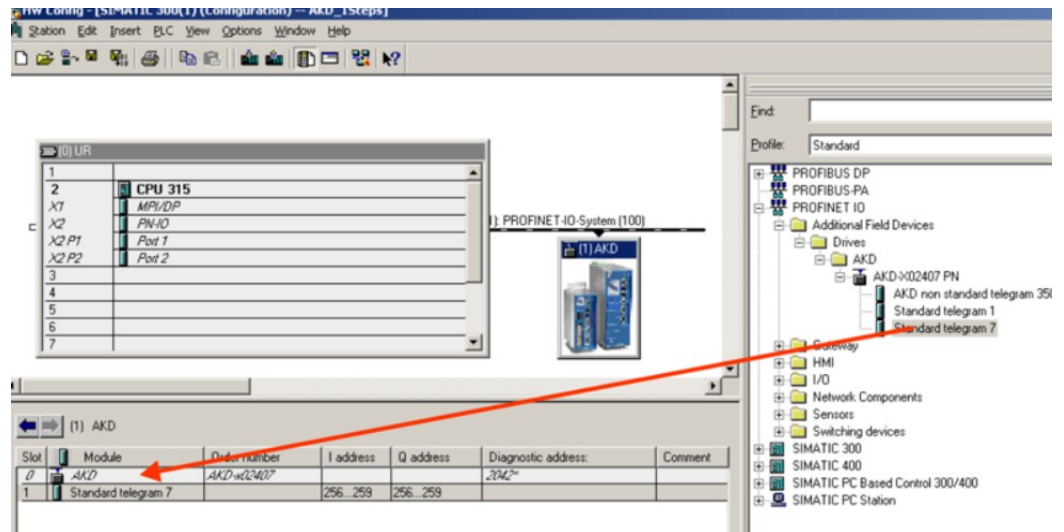 HW Config - [SIMATIC 300(1) (Configuration) -- AKD_1Steps]
Station Edit Insert PLC View Options Window Help
(0) UR
1
2 CPU 315
X1 MPI/DP
X2 PN-IO
X2 P1 Port 1
X2 P2 Port 2
3
4
5
6
7
1): PROFINET-IO-System (100)
(1) AKD
Find:
Profile: Standard
PROFIBUS DP
PROFIBUS-PA
PROFINET IO
Additional Field Devices
Drives
AKD
AKD-X02407 PN
AKD non standard telegram 350
Standard telegram 1
Standard telegram 7
Gateway
HMI
I/O
Network Components
Sensors
Switching devices
SIMATIC 300
SIMATIC 400
SIMATIC PC Based Control 300/400
SIMATIC PC Station
(1) AKD
Slot Module Order number I address Q address Diagnostic address: Comment
0 AKD AKD-x02407 2042*
1 Standard telegram 7 256...259 256...259